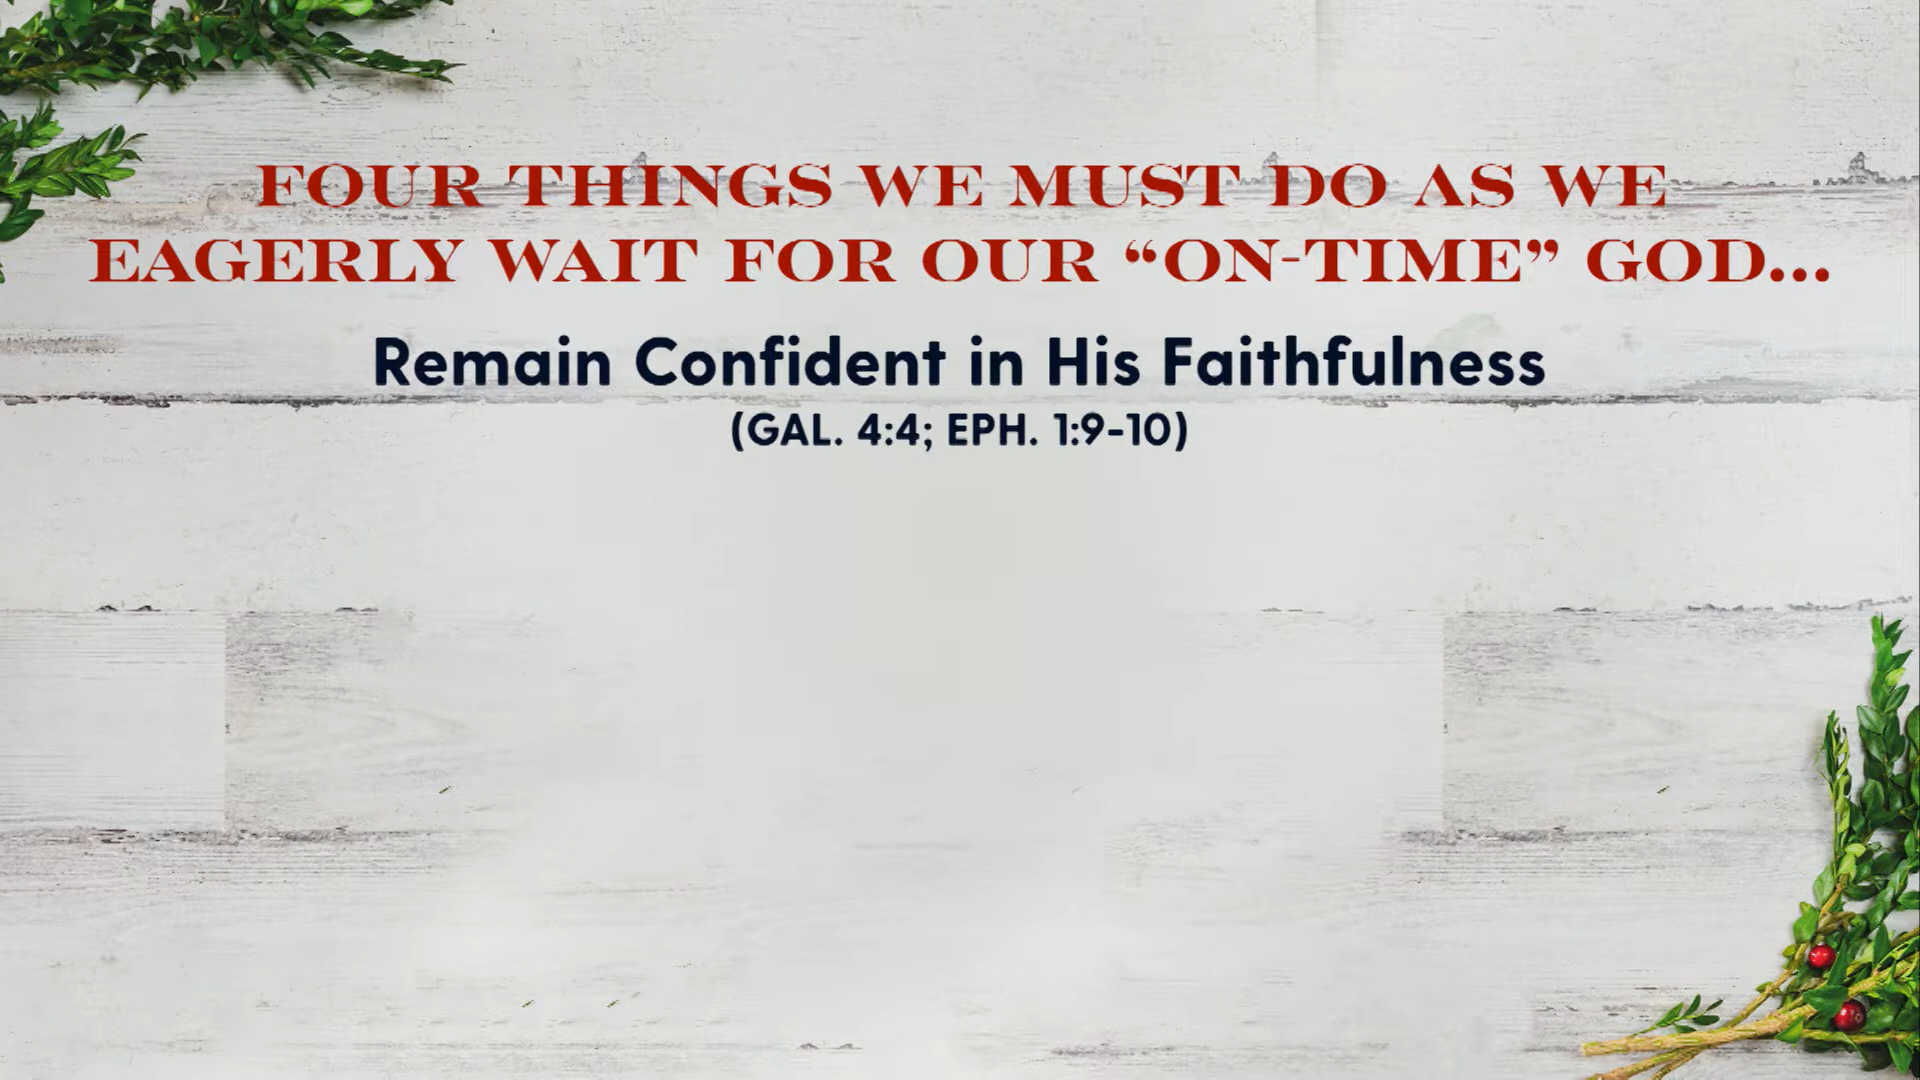 FOUR THINGS WE MUST DO AS WE
EAGERLY WAIT FOR OUR “ON-TIME” GOD...
Remain Confident in His Faithfulness
(GAL. 4:4; EPH. 1:9-10)